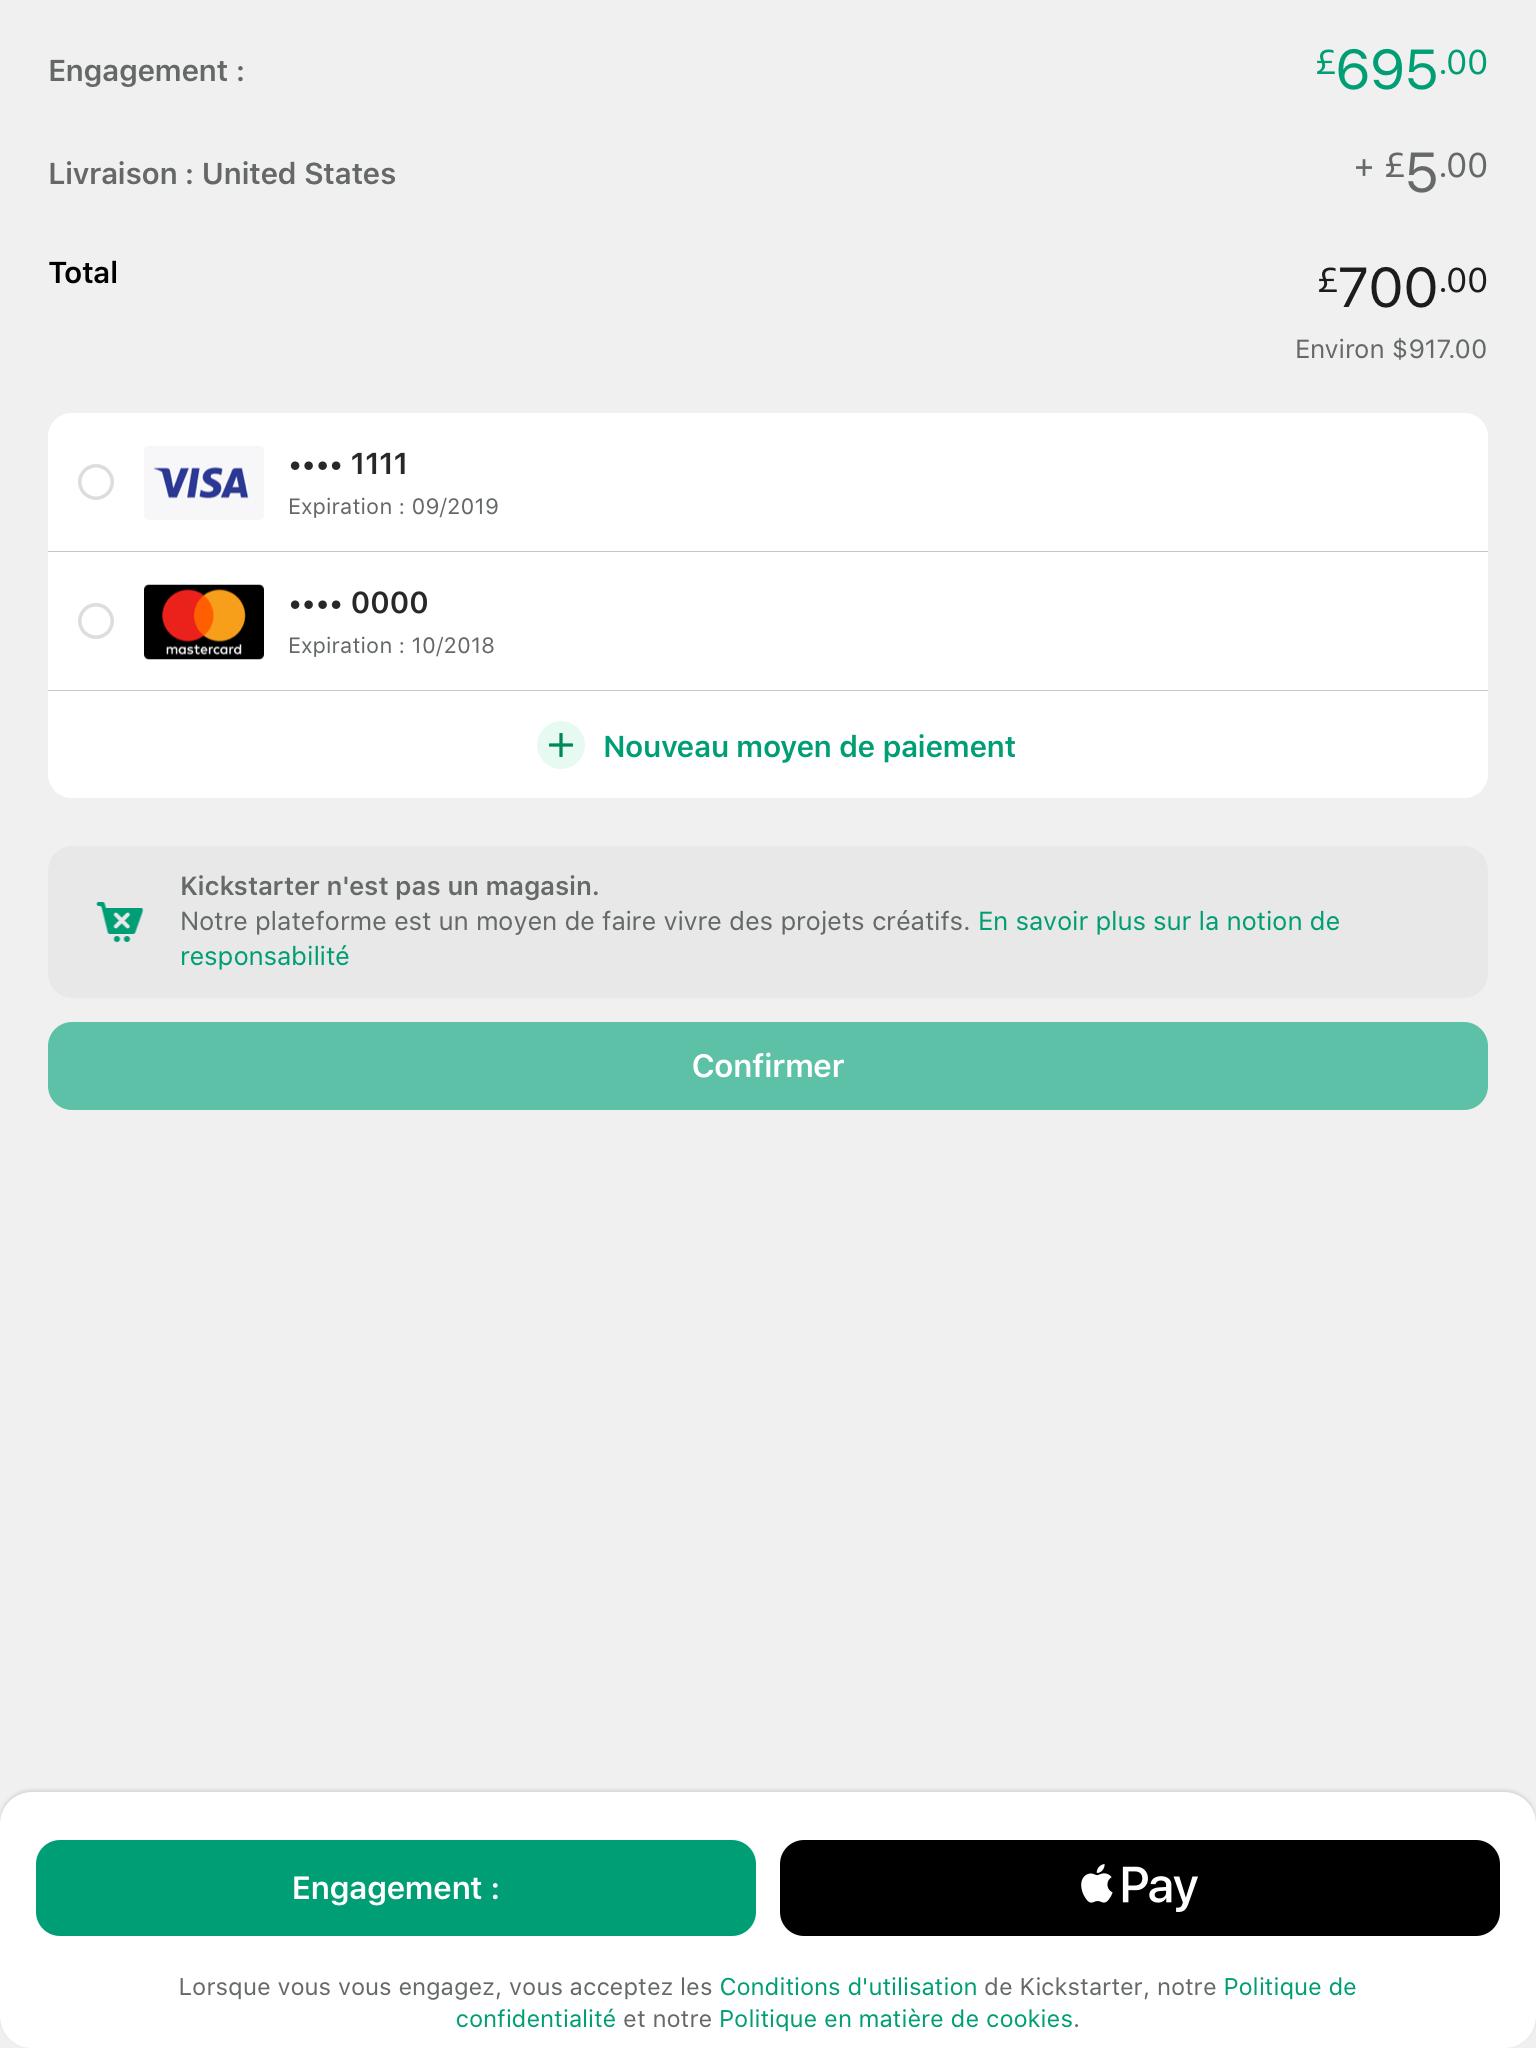 Engagement :
£695.00
Livraison : United States
+ £5.00
Total
£700.00
Environ $917.00
VISA
•••• 1111
Expiration : 09/2019
mastercard
•••• 0000
Expiration : 10/2018
Nouveau moyen de paiement
Kickstarter n'est pas un magasin.
Notre plateforme est un moyen de faire vivre des projets créatifs. En savoir plus sur la notion de
responsabilité
Confirmer
Engagement :
Pay
Lorsque vous vous engagez, vous acceptez les Conditions d'utilisation de Kickstarter, notre Politique de
confidentialité et notre Politique en matière de cookies.